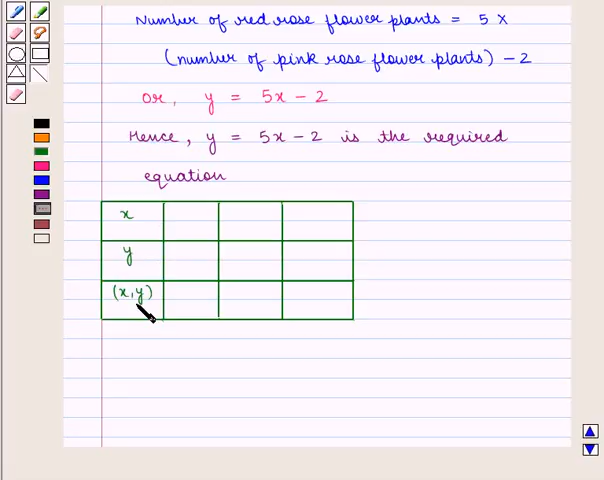 Number of red rose flower plants = 5 x
(number of pink rose flower plants) - 2
or, y = 5x - 2
Hence, y = 5x - 2 is the required
equation
x
y
(x,y)